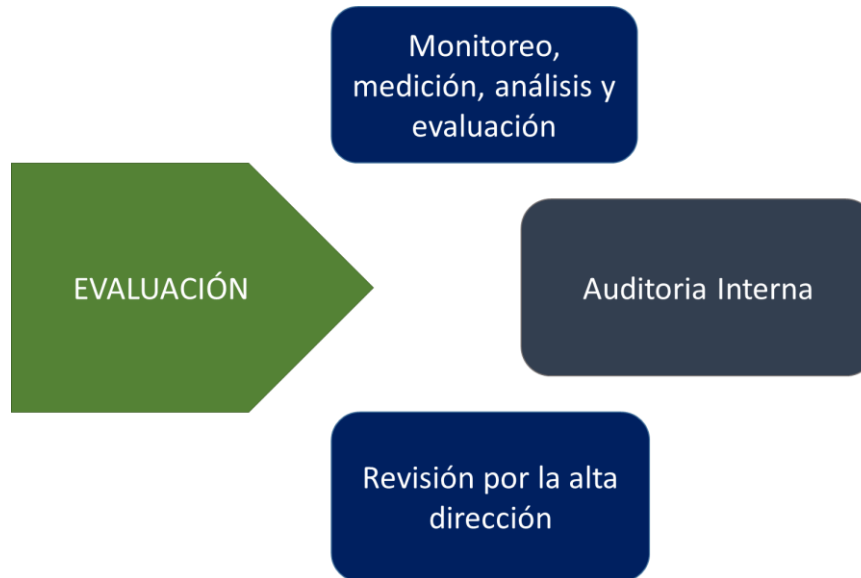 Monitoreo,
medición, análisis y
evaluación
EVALUACIÓN
Auditoria Interna
Revisión por la alta
dirección